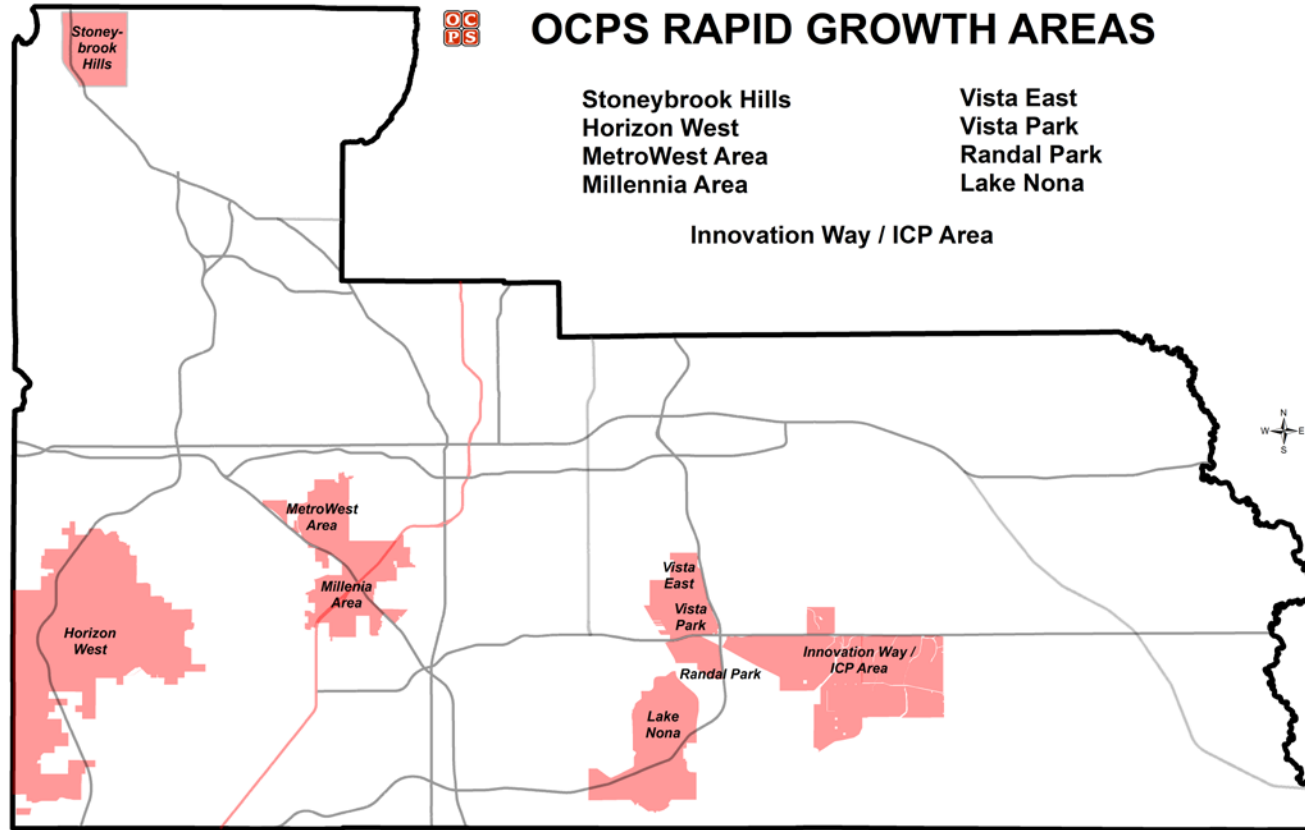 OC
PS
OCPS RAPID GROWTH AREAS
Stoneybrook Hills
Horizon West
MetroWest Area
Millennia Area
Vista East
Vista Park
Randal Park
Lake Nona
Innovation Way / ICP Area
Stoney-
brook
Hills
N
W E
S
MetroWest
Area
Millenia
Area
Horizon
West
Vista
East
Vista
Park
Randal Park
Innovation Way /
ICP Area
Lake
Nona